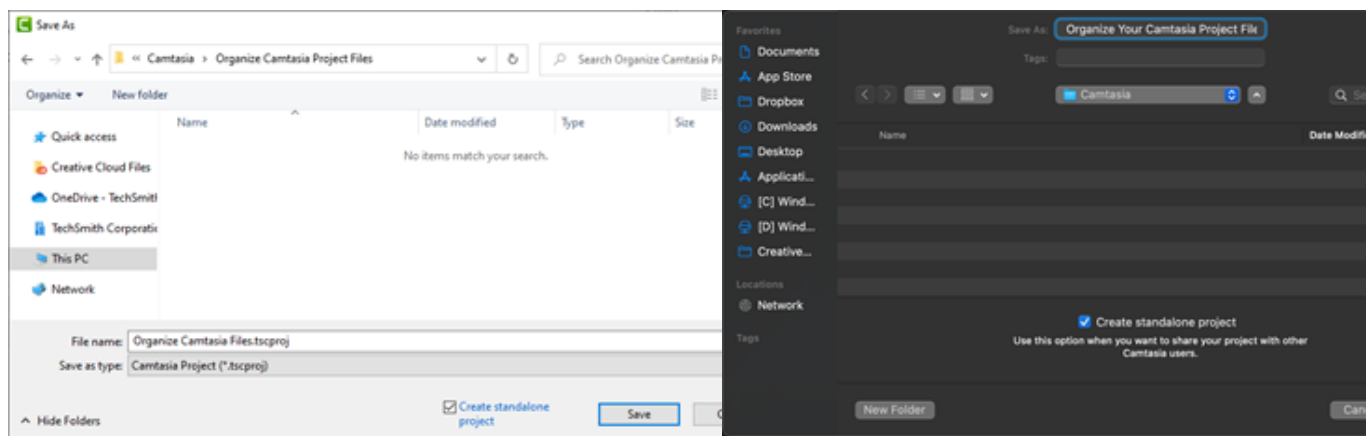 Save As
« Camtasia › Organize Camtasia Project Files
Search Organize Camtasia Pr
Organize
New folder
Name
Date modified
Type
Size
No items match your search.
Quick access
Creative Cloud Files
OneDrive - TechSmitl
TechSmith Corporatic
This PC
Network
File name: Organize Camtasia Files.tscproj
Save as type: Camtasia Project (*.tscproj)
Hide Folders
Create standalone
project
Save
C
Favorites
Documents
App Store
Dropbox
Downloads
Desktop
Applicati...
[C] Wind...
[D] Wind...
Creative...
Locations
Network
Tags
Save As: Organize Your Camtasia Project File
Tags:
Camtasia
Se
Name
Date Modifie
Create standalone project
Use this option when you want to share your project with other
Camtasia users.
New Folder
Canc